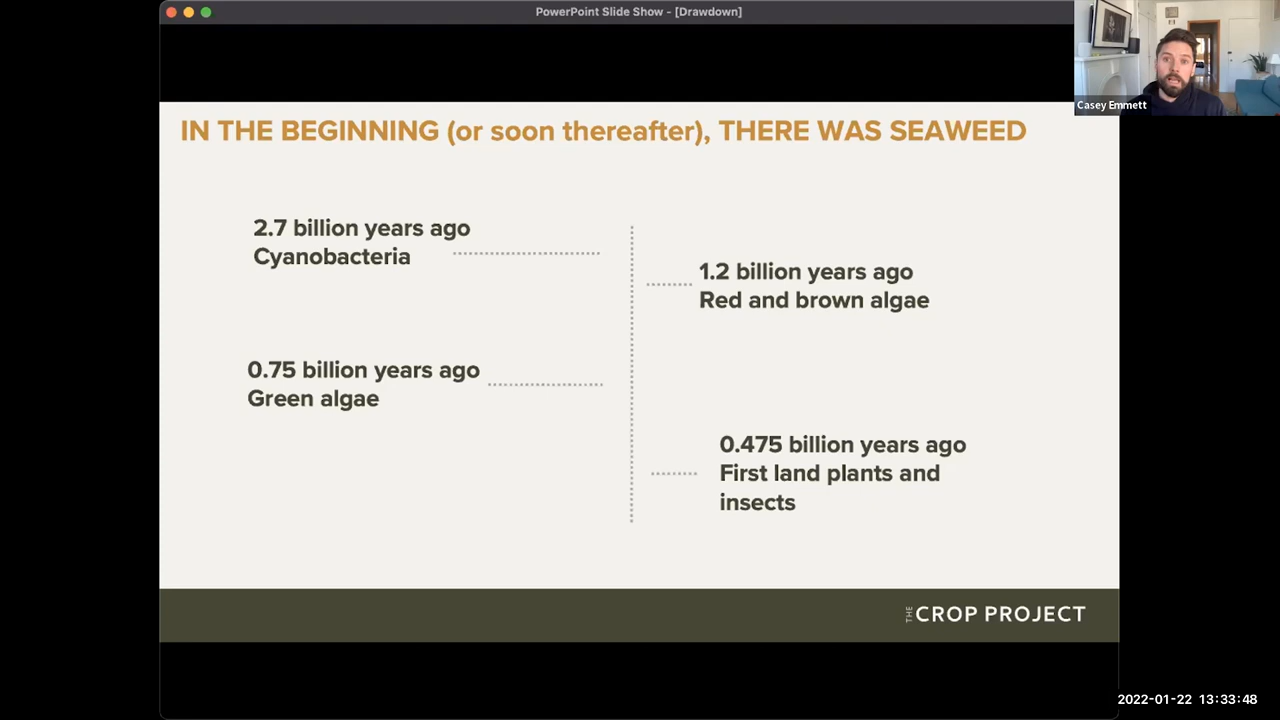 PowerPoint Slide Show - [Drawdown]
Casey Emmett
IN THE BEGINNING (or soon thereafter), THERE WAS SEAWEED
2.7 billion years ago
Cyanobacteria
1.2 billion years ago
Red and brown algae
0.75 billion years ago
Green algae
0.475 billion years ago
First land plants and
insects
THE CROP PROJECT
2022-01-22 13:33:48